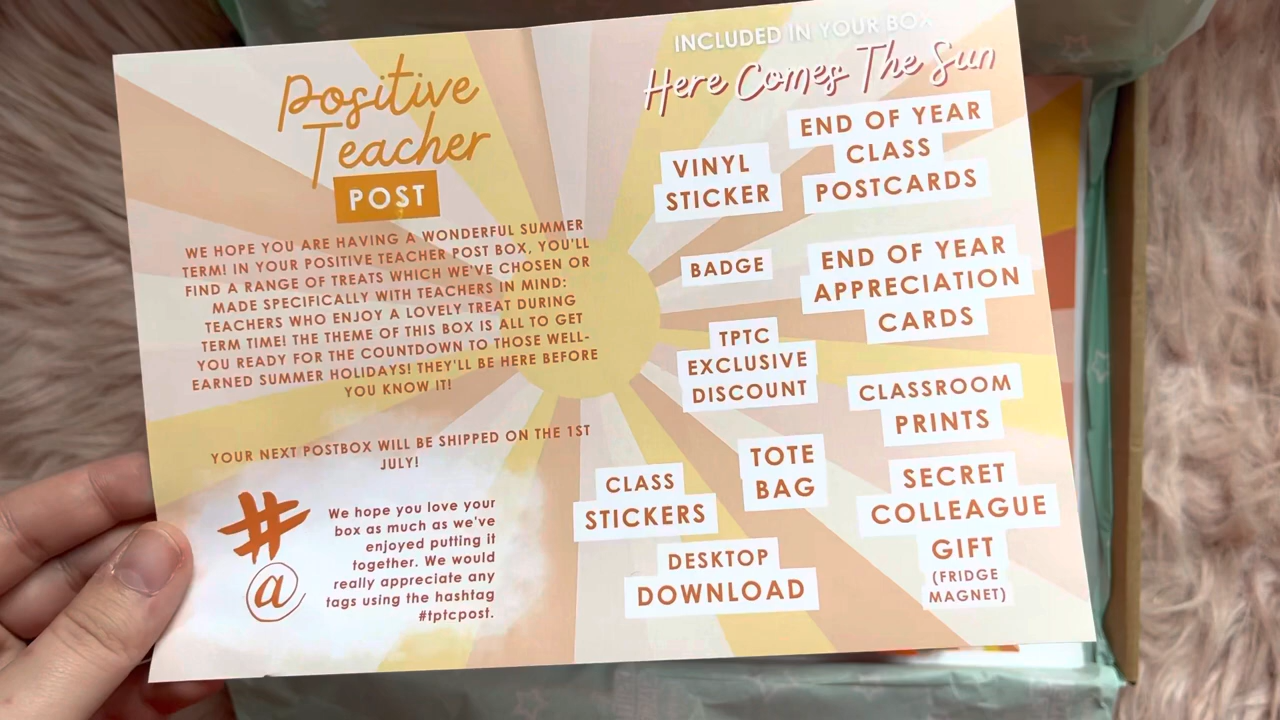 Positive
Teacher
POST
WE HOPE YOU ARE HAVING A WONDERFUL SUMMER
TERM! IN YOUR POSITIVE TEACHER POST BOX, YOU'LL
FIND A RANGE OF TREATS WHICH WE'VE CHOSEN OR
MADE SPECIFICALLY WITH TEACHERS IN MIND:
TEACHERS WHO ENJOY A LOVELY TREAT DURING
TERM TIME! THE THEME OF THIS BOX IS ALL TO GET
YOU READY FOR THE COUNTDOWN TO THOSE WELL-
EARNED SUMMER HOLIDAYS! THEY'LL BE HERE BEFORE
YOU KNOW IT!
YOUR NEXT POSTBOX WILL BE SHIPPED ON THE 1ST
JULY!
#
@
We hope you love your
box as much as we've
enjoyed putting it
together. We would
really appreciate any
tags using the hashtag
#tptcpost.
INCLUDED IN YOUR BOX
Here Comes The Sun
VINYL
STICKER
END OF YEAR
CLASS
POSTCARDS
BADGE
END OF YEAR
APPRECIATION
CARDS
TPTC
EXCLUSIVE
DISCOUNT
CLASSROOM
PRINTS
TOTE
BAG
CLASS
STICKERS
SECRET
COLLEAGUE
GIFT
(FRIDGE
MAGNET)
DESKTOP
DOWNLOAD